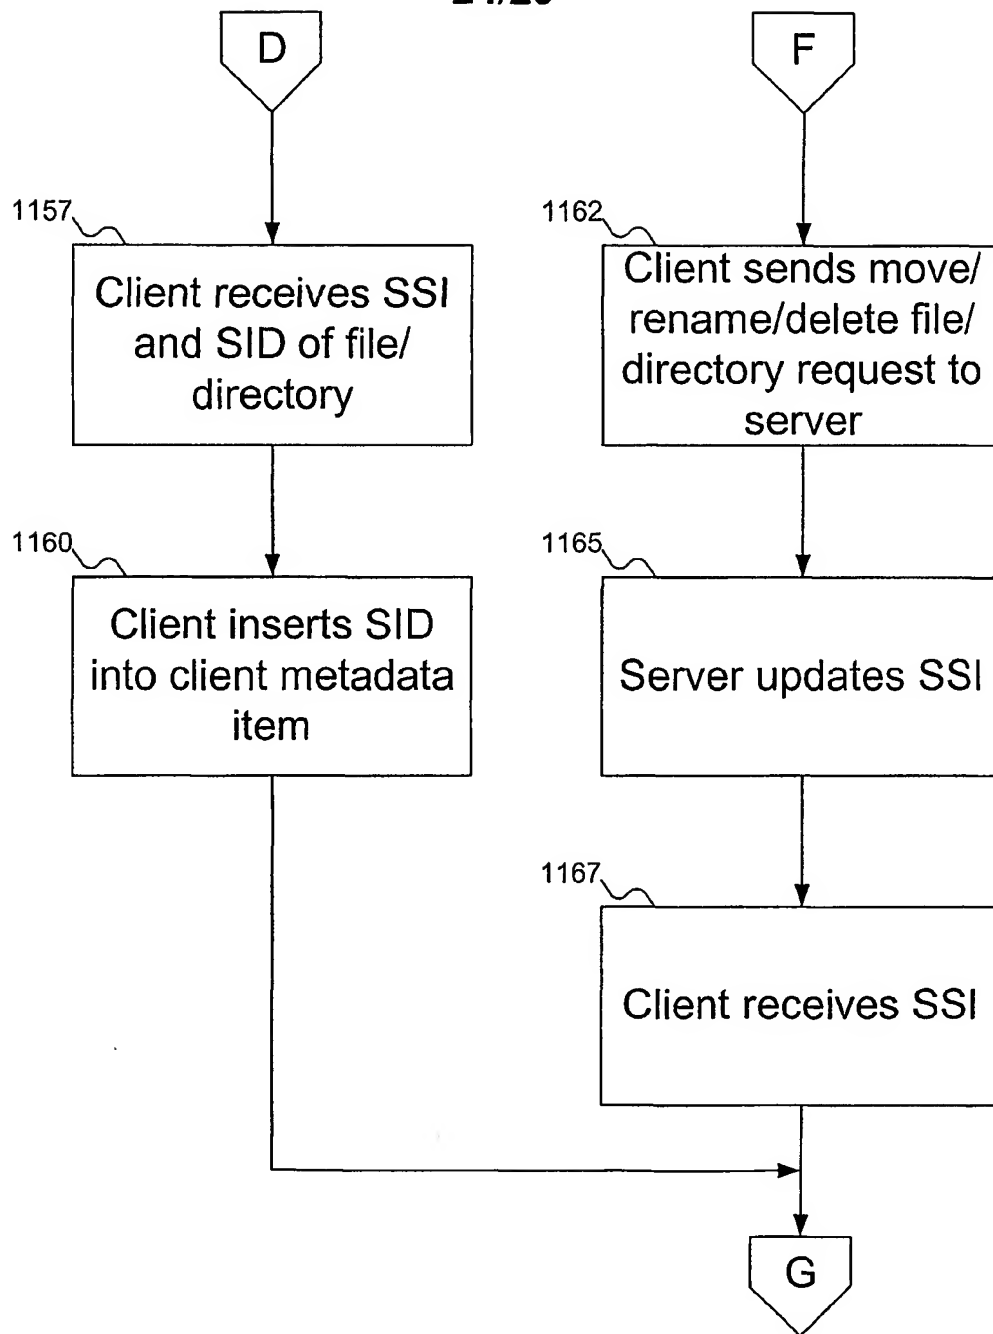 D
F
1157
Client receives SSI
and SID of file/
directory
1162
Client sends move/
rename/delete file/
directory request to
server
1160
Client inserts SID
into client metadata
item
1165
Server updates SSI
1167
Client receives SSI
G